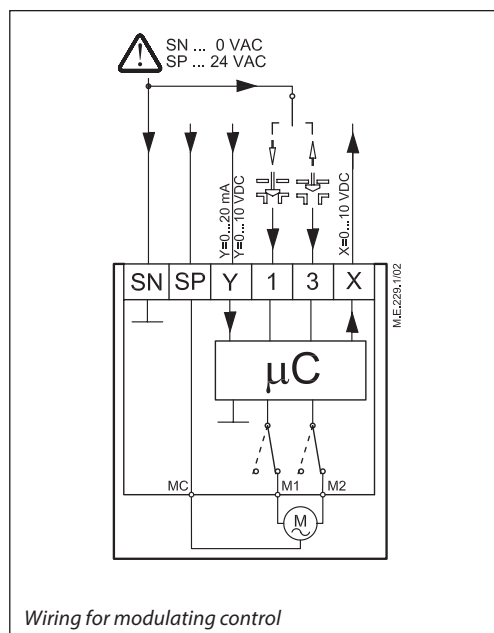 SN ... 0 VAC
SP ... 24 VAC
Y=0...20 mA
Y=0...10 VDC
X=0...10 VDC
SN SP Y 1 3 X
M.E.229.1/02
µC
MC M1 M2
M
Wiring for modulating control